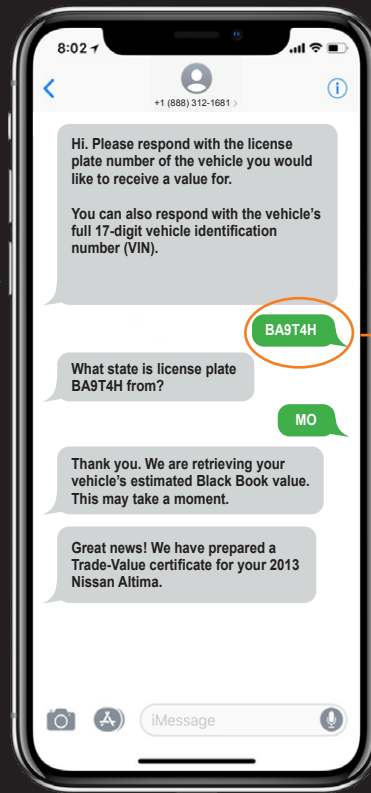 8:02
+1 (888) 312-1681 >
Hi. Please respond with the license
plate number of the vehicle you would
like to receive a value for.
You can also respond with the vehicle's
full 17-digit vehicle identification
number (VIN).
BA9T4H
What state is license plate
BA9T4H from?
MO
Thank you. We are retrieving your
vehicle's estimated Black Book value.
This may take a moment.
Great news! We have prepared a
Trade-Value certificate for your 2013
Nissan Altima.
iMessage